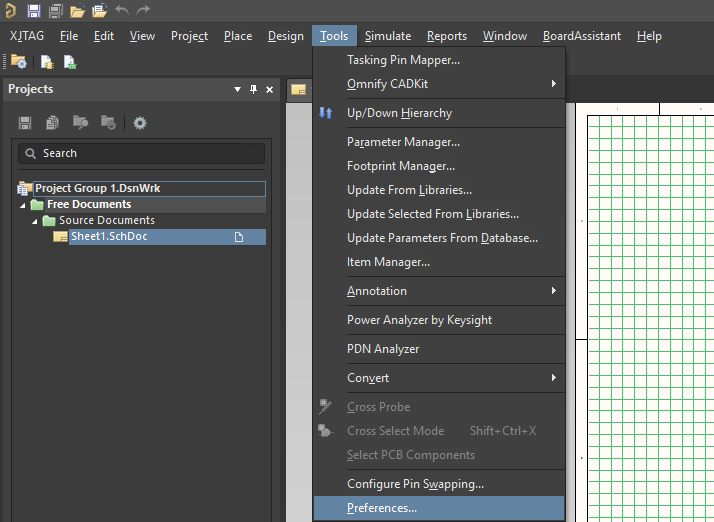 XJTAG File Edit View Project Place Design Tools Simulate Reports Window BoardAssistant Help
Projects
Search
Project Group 1.DsnWrk
Free Documents
Source Documents
Sheet1.SchDoc
Tasking Pin Mapper...
Omnify CADKit
Up/Down Hierarchy
Parameter Manager...
Footprint Manager...
Update From Libraries...
Update Selected From Libraries...
Update Parameters From Database...
Item Manager...
Annotation
Power Analyzer by Keysight
PDN Analyzer
Convert
Cross Probe
Cross Select Mode Shift+Ctrl+X
Select PCB Components
Configure Pin Swapping...
Preferences...